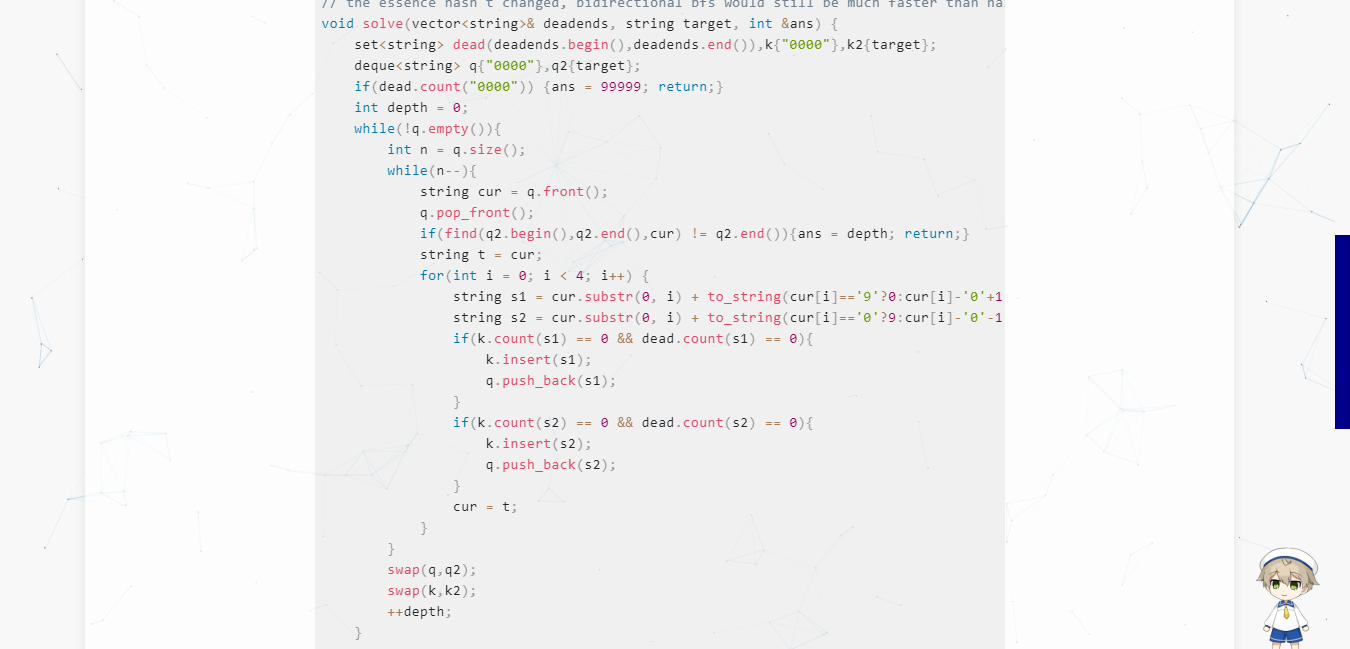 // the essence hasn't changed, bidirectional bfs would still be much faster than
void solve(vector<string>& deadends, string target, int &ans) {
    set<string> dead(deadends.begin(),deadends.end()),k{"0000"},k2{target};
    deque<string> q{"0000"},q2{target};
    if(dead.count("0000")) {ans = 99999; return;}
    int depth = 0;
    while(!q.empty()){
        int n = q.size();
        while(n--){
            string cur = q.front();
            q.pop_front();
            if(find(q2.begin(),q2.end(),cur) != q2.end()){ans = depth; return;}
            string t = cur;
            for(int i = 0; i < 4; i++) {
                string s1 = cur.substr(0, i) + to_string(cur[i]=='9'?0:cur[i]-'0'+1
                string s2 = cur.substr(0, i) + to_string(cur[i]=='0'?9:cur[i]-'0'-1
                if(k.count(s1) == 0 && dead.count(s1) == 0){
                    k.insert(s1);
                    q.push_back(s1);
                }
                if(k.count(s2) == 0 && dead.count(s2) == 0){
                    k.insert(s2);
                    q.push_back(s2);
                }
                cur = t;
            }
        }
        swap(q,q2);
        swap(k,k2);
        ++depth;
    }